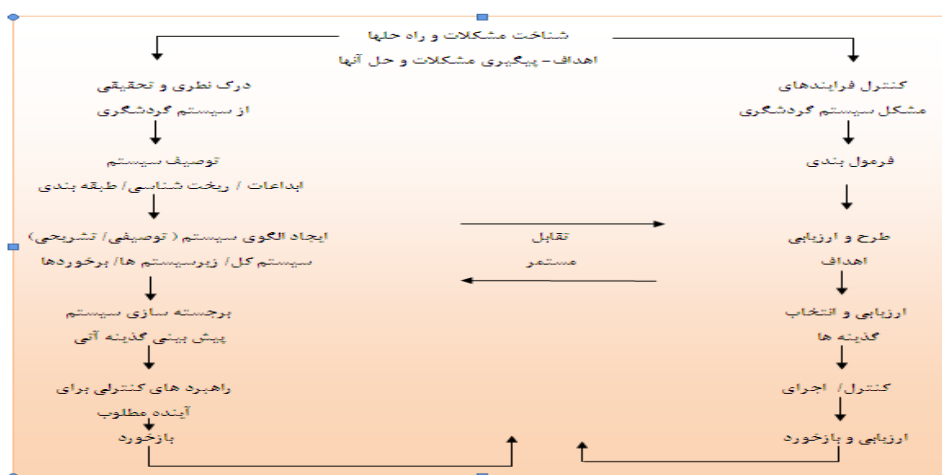 شناخت مشکلات و راه حلها
اهداف- پیگیری مشکلات و حل آنها
کنترل فرایندهای
مشکل سیستم گردشگری
فرمول بندی
طرح و ارزیابی
اهداف
ارزیابی و انتخاب
گذینه ها
کنترل/ اجرای
ارزیابی و بازخورد
تقابل
مستمر
درک نطری و تحقیقی
از سیستم گردشگری
توصیف سیستم
ابداعات / ریخت شناسی/ طبقه بندی
ایجاد الگوی سیستم ( توصیفی/ تشریحی)
سیستم کل/ زیرسیستم ها/ برخوردها
برجسته سازی سیستم
پیش بینی گذینه آتی
راهبرد های کنترلی برای
آینده مطلوب
بازخورد